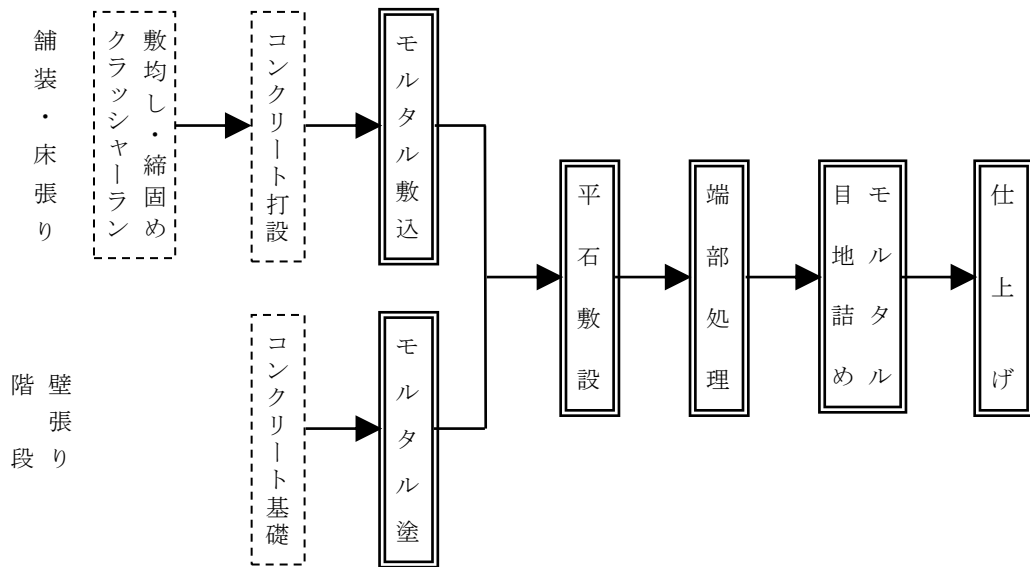 舗装・床張り
敷均し・締固め
クラッシャーラン
コンクリート打設
モルタル敷込
壁張り
階段
コンクリート基礎
モルタル塗
平石敷設
端部処理
モルタル
目地詰め
仕上げ